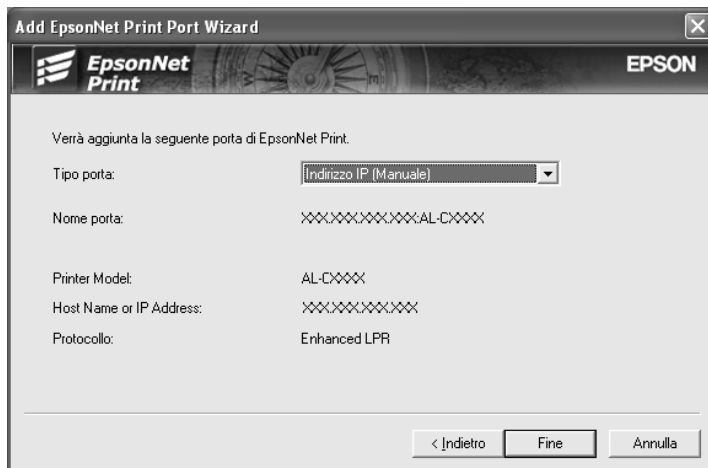 Add EpsonNet Print Port Wizard
EpsonNet
Print
EPSON
Verrà aggiunta la seguente porta di EpsonNet Print.
Tipo porta: Indirizzo IP (Manuale)
Nome porta: XXX.XXX.XXX.XXX:AL-CXXXX
Printer Model: AL-CXXXX
Host Name or IP Address: XXX.XXX.XXX.XXX
Protocollo: Enhanced LPR
< Indietro Fine Annulla